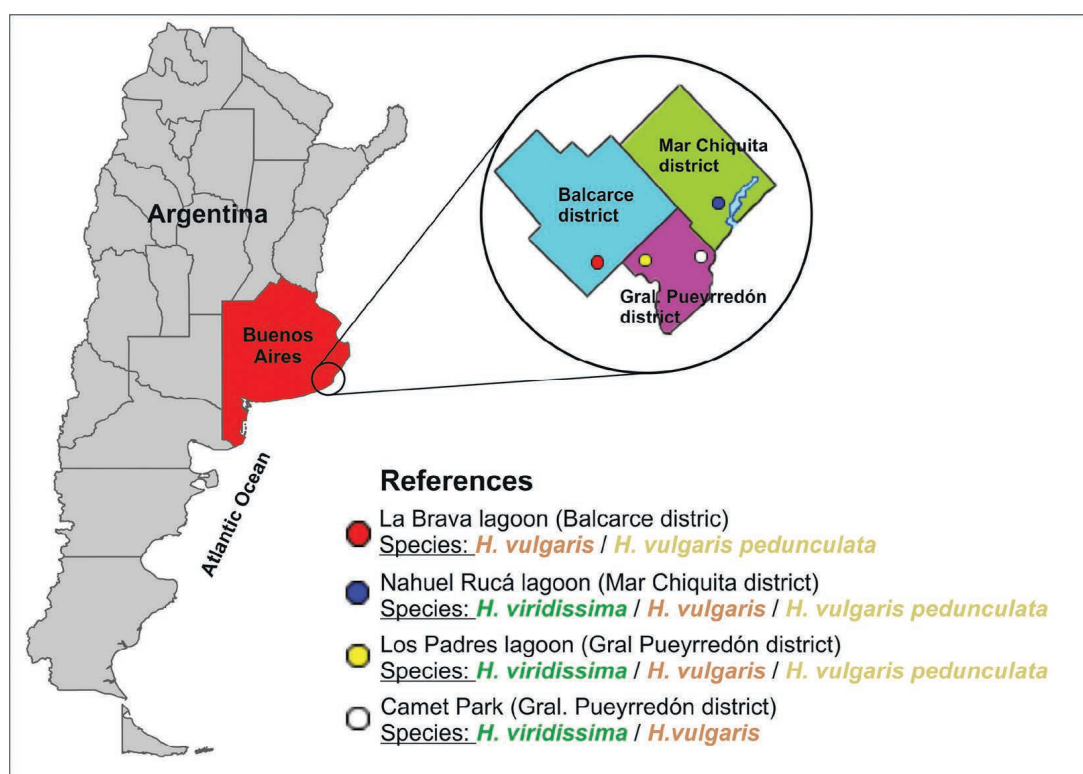 Argentina
Buenos
Aires
Atlantic Ocean
Mar Chiquita
district
Balcarce
district
Gral. Pueyrredón
district
References
La Brava lagoon (Balcarce distric)
Species: H. vulgaris / H. vulgaris pedunculata
Nahuel Rucá lagoon (Mar Chiquita district)
Species: H. viridissima / H. vulgaris / H. vulgaris pedunculata
Los Padres lagoon (Gral Pueyrredón district)
Species: H. viridissima / H. vulgaris / H. vulgaris pedunculata
Camet Park (Gral. Pueyrredón district)
Species: H. viridissima / H.vulgaris